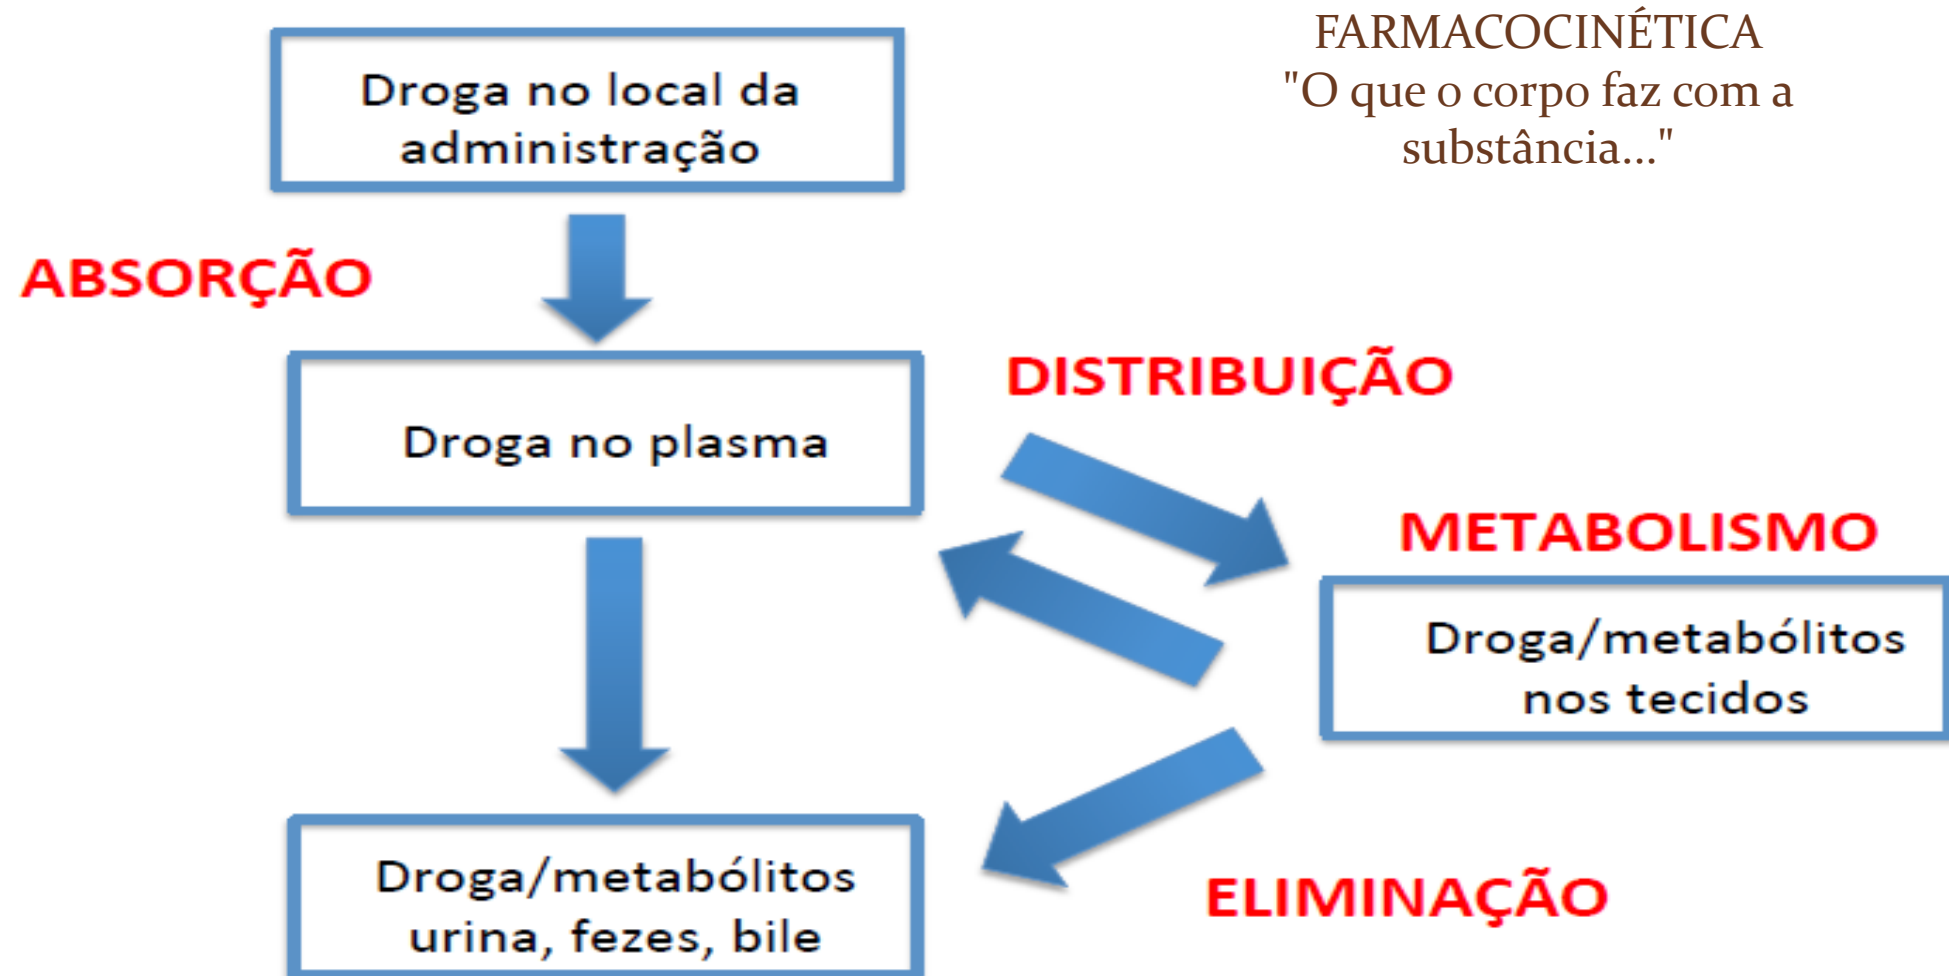 FARMACOCINÉTICA
"O que o corpo faz com a
substância..."
Droga no local da
administração
ABSORÇÃO
Droga no plasma
DISTRIBUIÇÃO
METABOLISMO
Droga/metabólitos
nos tecidos
Droga/metabólitos
urina, fezes, bile
ELIMINAÇÃO